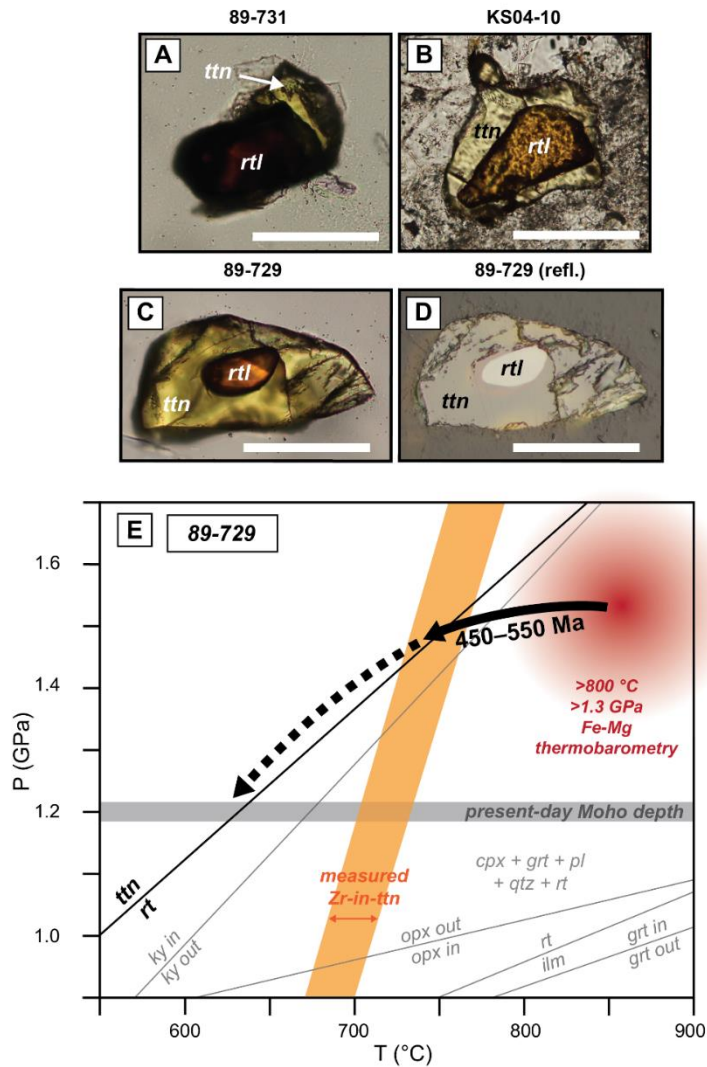 89-731
KS04-10
A
ttn
rtl
B
ttn
rtl
89-729
89-729 (refl.)
C
rtl
ttn
D
rtl
ttn
E
89-729
1.6
1.4
1.2
1.0
P (GPa)
450–550 Ma
>800 °C
>1.3 GPa
Fe-Mg
thermobarometry
present-day Moho depth
ttn
rt
measured
Zr-in-ttn
cpx + grt + pl
+ qtz + rt
ky in
ky out
opx out
opx in
rt
ilm
grt in
grt out
600
700
800
900
T (°C)